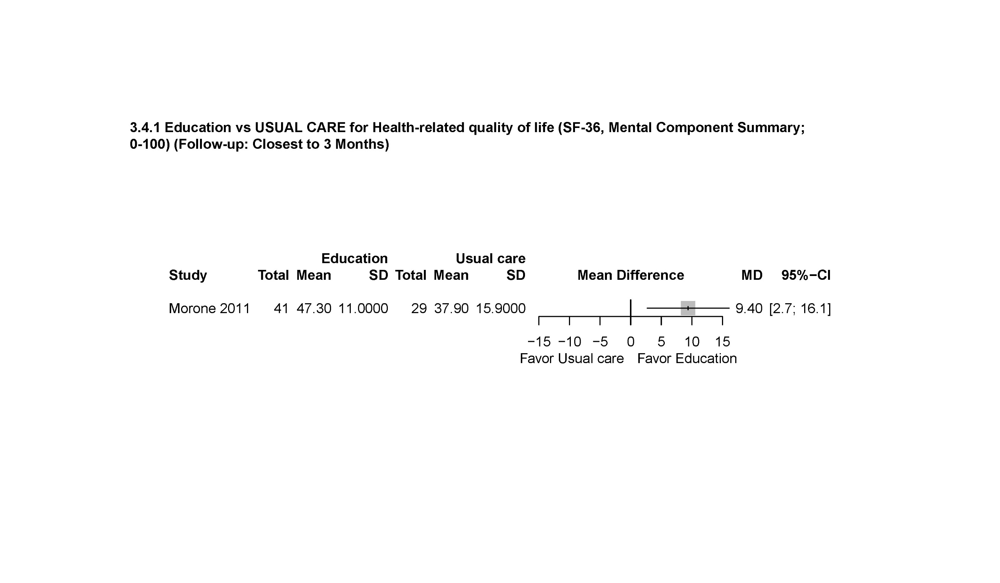 3.4.1 Education vs USUAL CARE for Health-related quality of life (SF-36, Mental Component Summary;
0-100) (Follow-up: Closest to 3 Months)
Education Usual care
Study Total Mean SD Total Mean SD Mean Difference MD 95%−CI
Morone 2011 41 47.30 11.0000 29 37.90 15.9000 9.40 [2.7; 16.1]
−15 −10 −5 0 5 10 15
Favor Usual care Favor Education